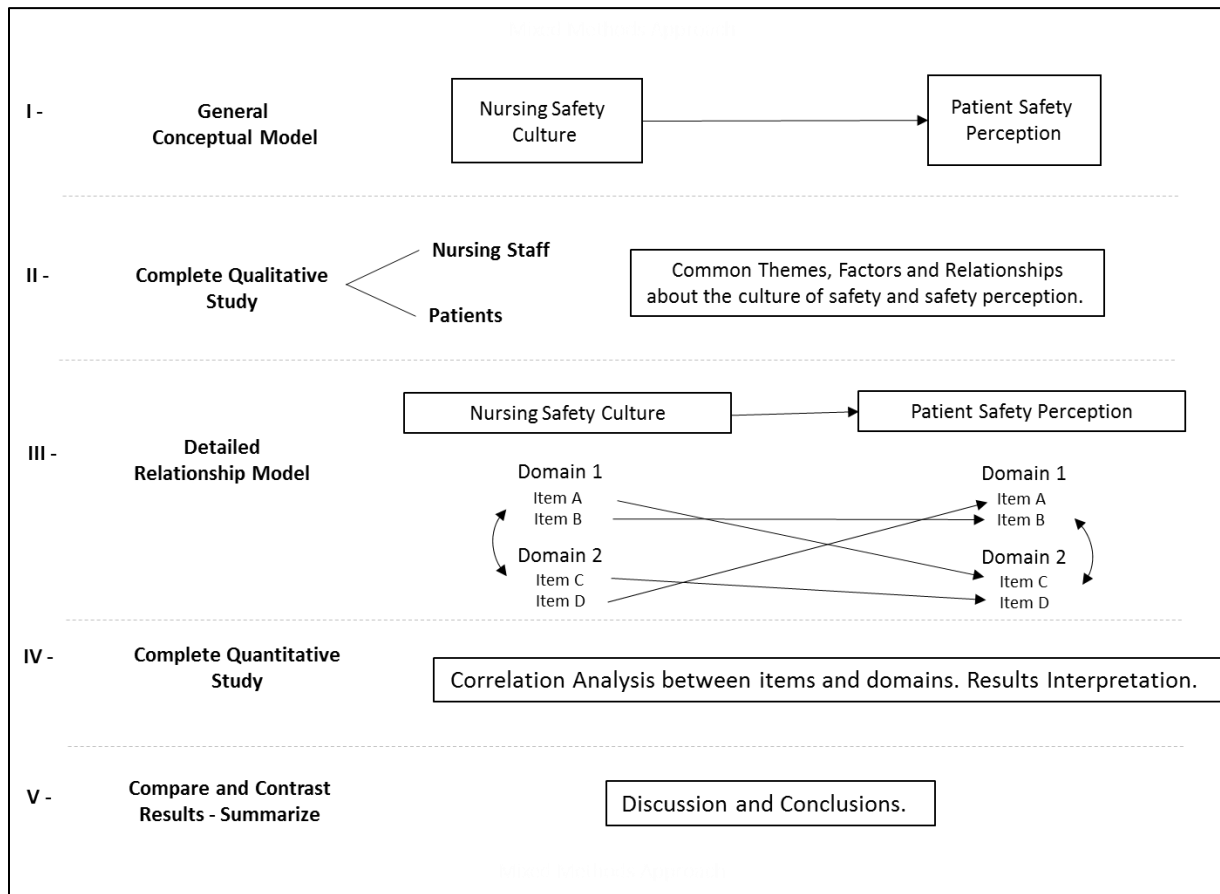 I -
General
Conceptual Model
Nursing Safety
Culture
Patient Safety
Perception
II -
Complete Qualitative
Study
Nursing Staff
Patients
Common Themes, Factors and Relationships
about the culture of safety and safety perception.
III -
Detailed
Relationship Model
Nursing Safety Culture
Patient Safety Perception
Domain 1
Item A
Item B
Domain 2
Item C
Item D
Domain 1
Item A
Item B
Domain 2
Item C
Item D
IV -
Complete Quantitative
Study
Correlation Analysis between items and domains. Results Interpretation.
V -
Compare and Contrast
Results - Summarize
Discussion and Conclusions.